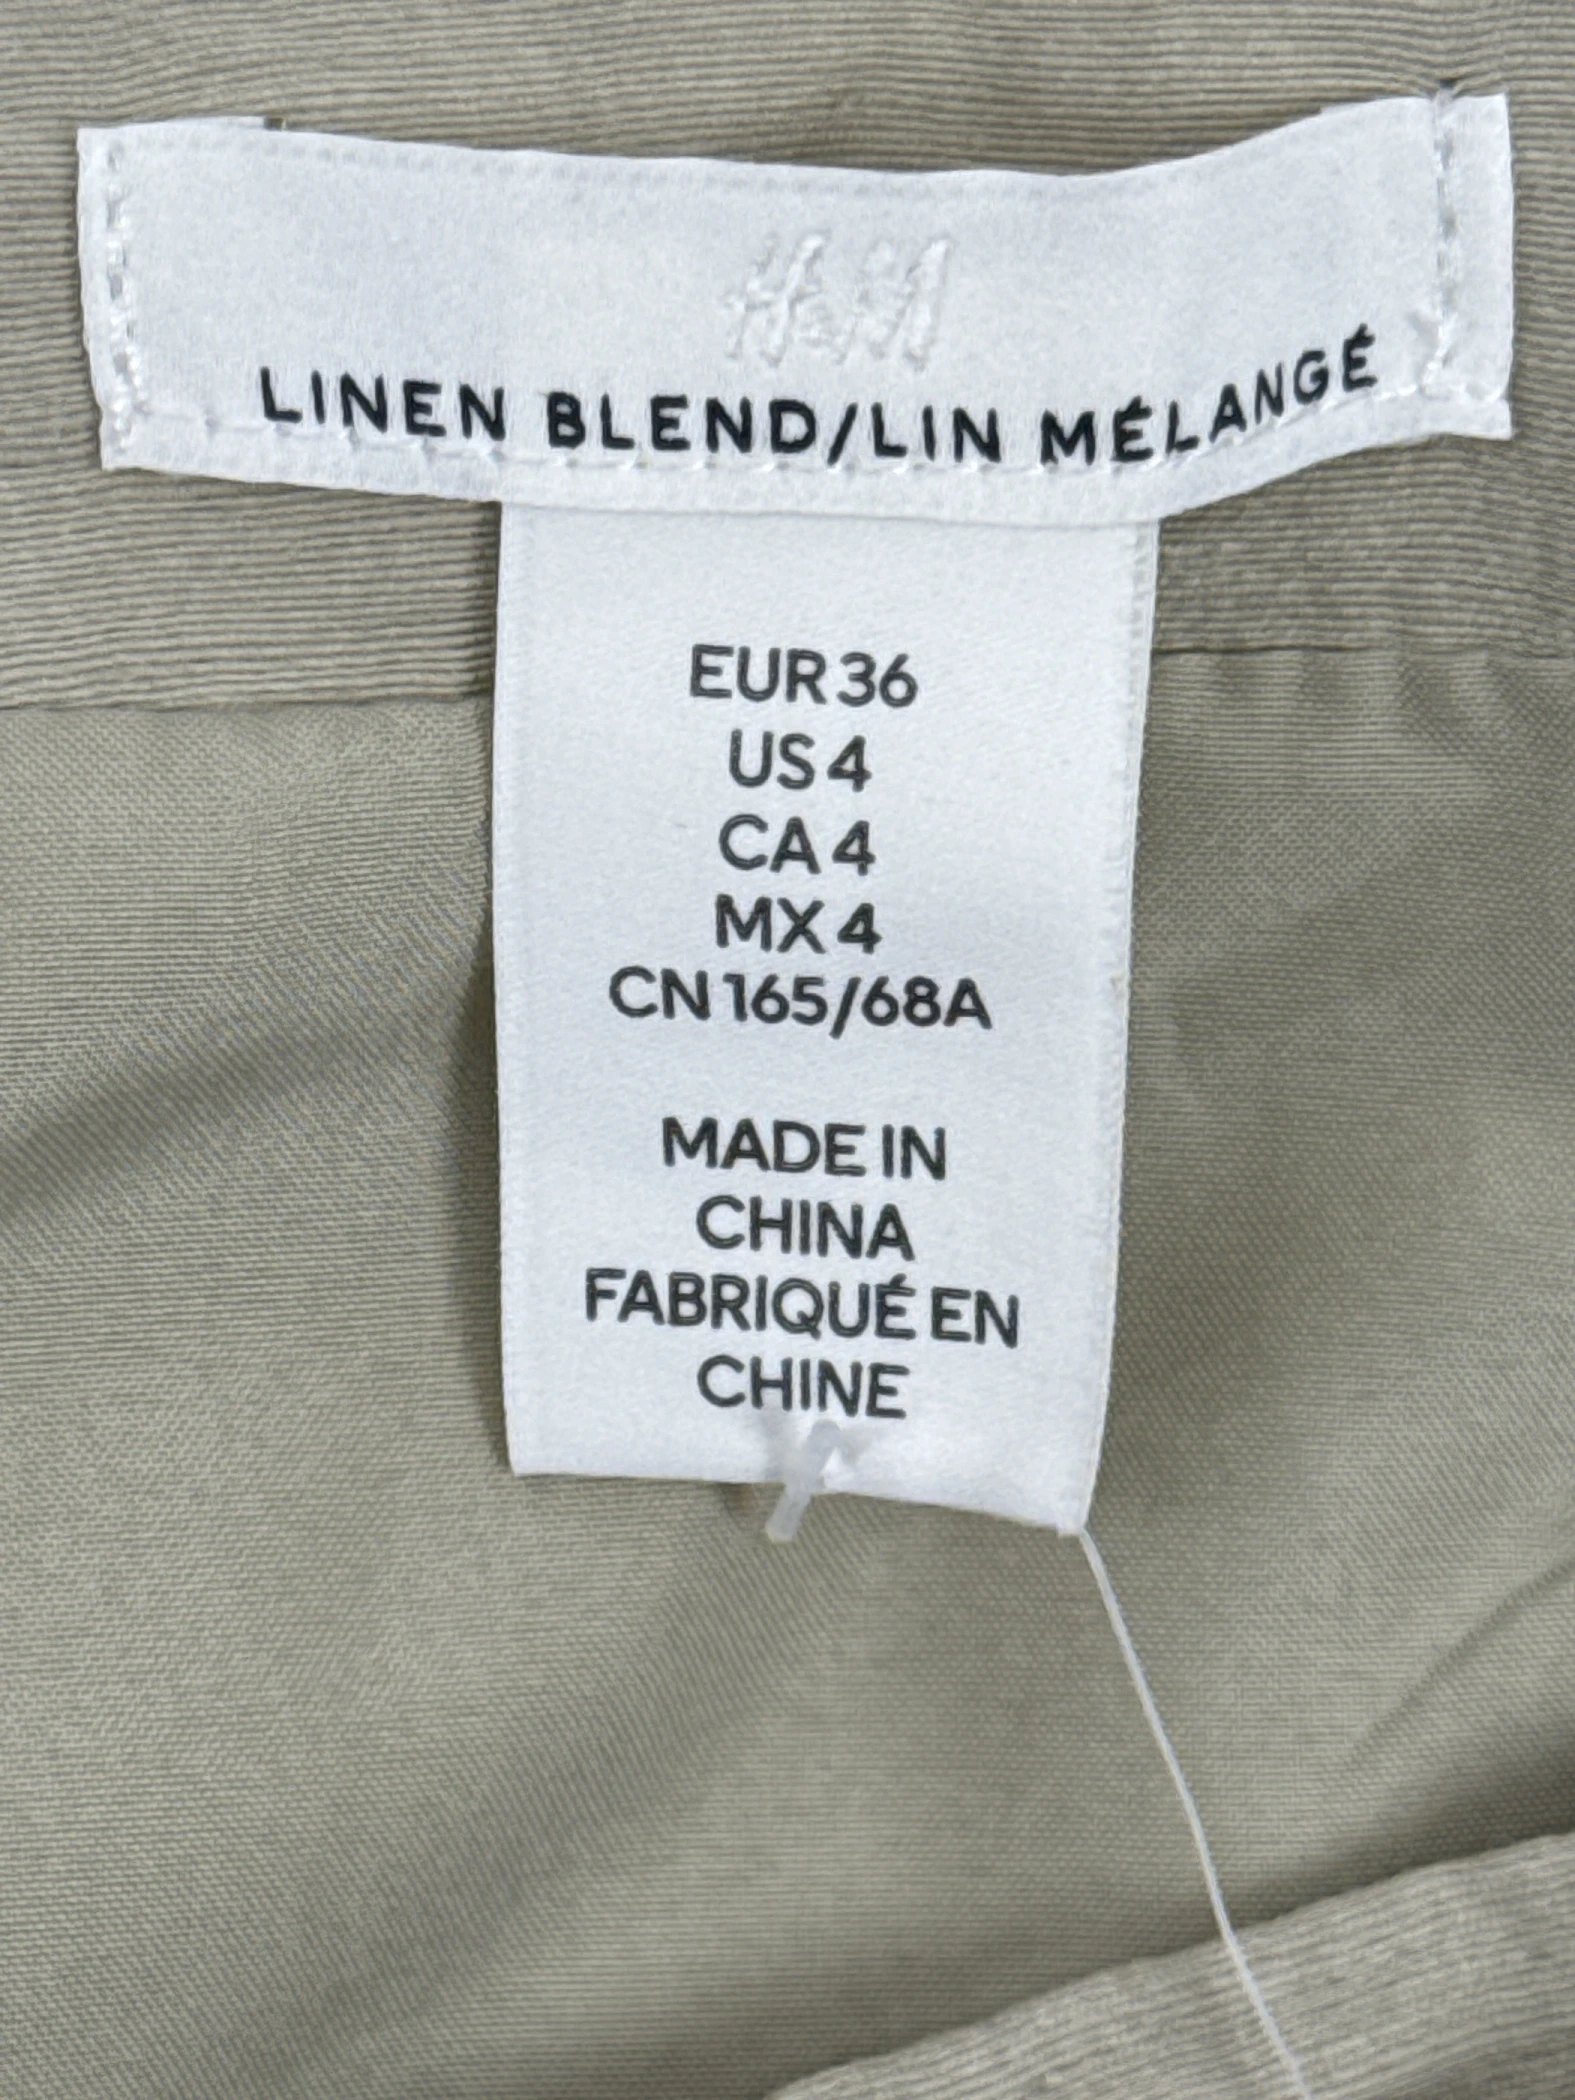 H&M
LINEN BLEND/LIN MÉLANGÉ
EUR 36
US 4
CA 4
MX 4
CN 165/68A
MADE IN
CHINA
FABRIQUÉ EN
CHINE